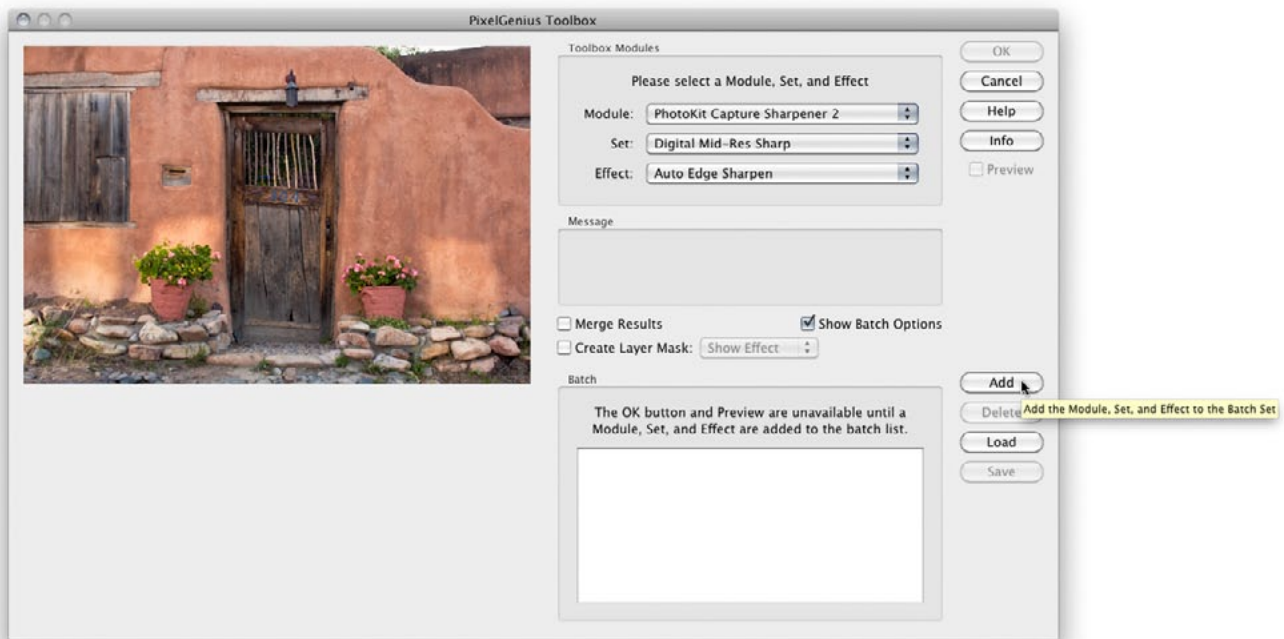 PixelGenius Toolbox
Toolbox Modules
Please select a Module, Set, and Effect
Module: PhotoKit Capture Sharpener 2
Set: Digital Mid-Res Sharp
Effect: Auto Edge Sharpen
OK
Cancel
Help
Info
Preview
Message
Merge Results
Show Batch Options
Create Layer Mask: Show Effect
Batch
The OK button and Preview are unavailable until a
Module, Set, and Effect are added to the batch list.
Add
Add the Module, Set, and Effect to the Batch Set
Delete
Load
Save